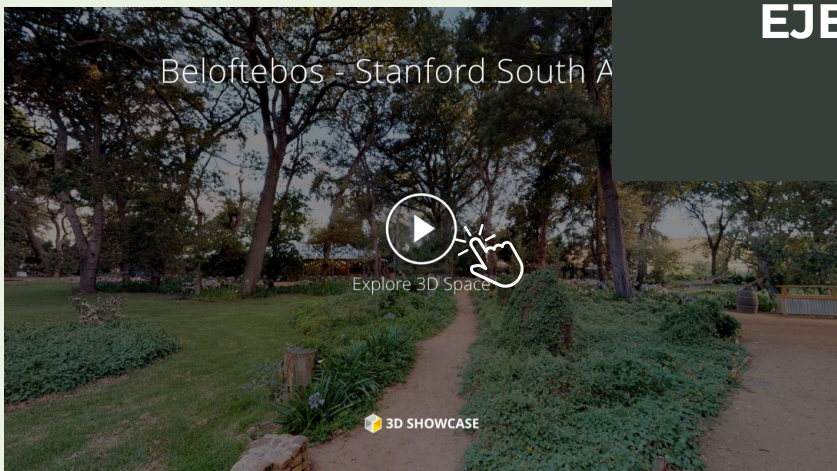 EJE
Beloftebos - Stanford South A
Explore 3D Space
3D SHOWCASE